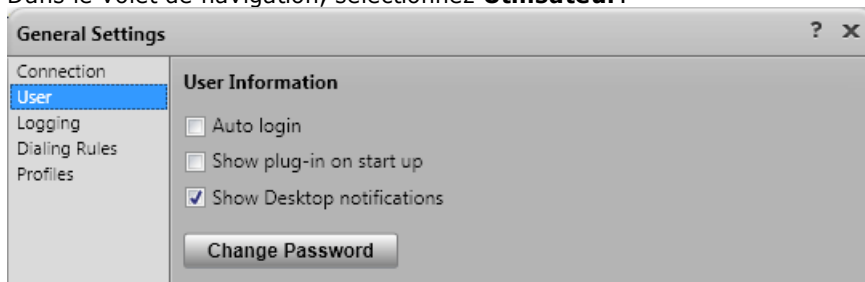 Dans le volet de navigation, sélectionnez Utilisateur.
General Settings ? x
Connection
User
Logging
Dialing Rules
Profiles
User Information
Auto login
Show plug-in on start up
Show Desktop notifications
Change Password